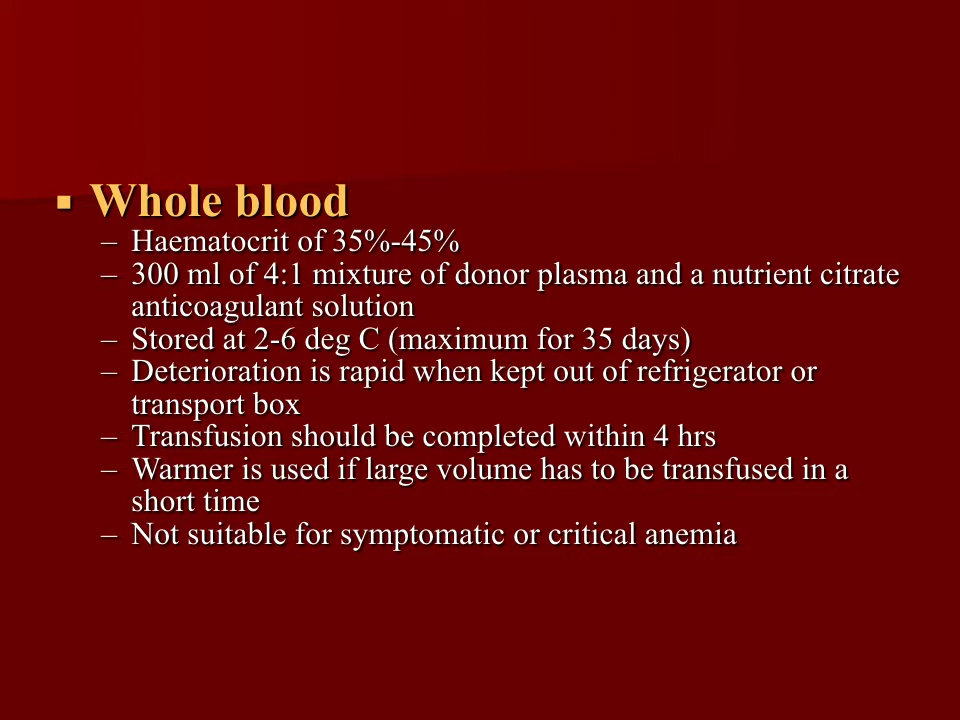 ▪ Whole blood
– Haematocrit of 35%-45%
– 300 ml of 4:1 mixture of donor plasma and a nutrient citrate
anticoagulant solution
– Stored at 2-6 deg C (maximum for 35 days)
– Deterioration is rapid when kept out of refrigerator or
transport box
– Transfusion should be completed within 4 hrs
– Warmer is used if large volume has to be transfused in a
short time
– Not suitable for symptomatic or critical anemia